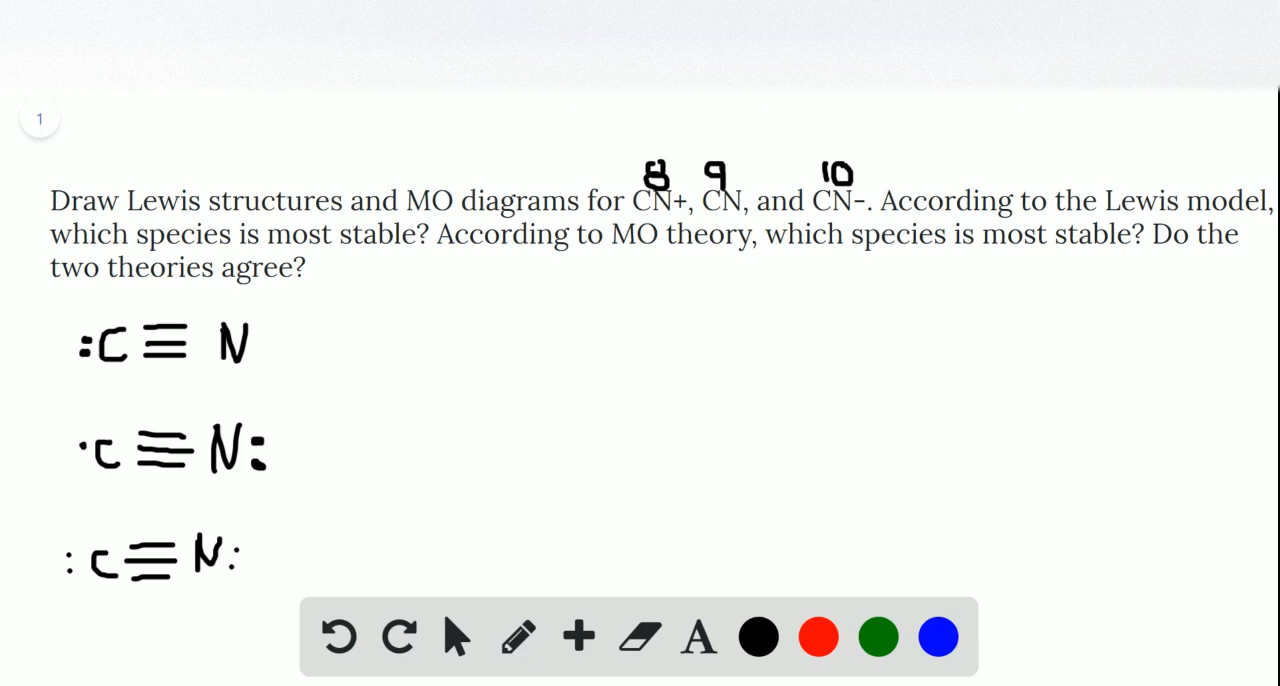 1
8 9 10
Draw Lewis structures and MO diagrams for CN+, CN, and CN-. According to the Lewis model,
which species is most stable? According to MO theory, which species is most stable? Do the
two theories agree?
:C≡N
·C≡N:
:C≡N:
A